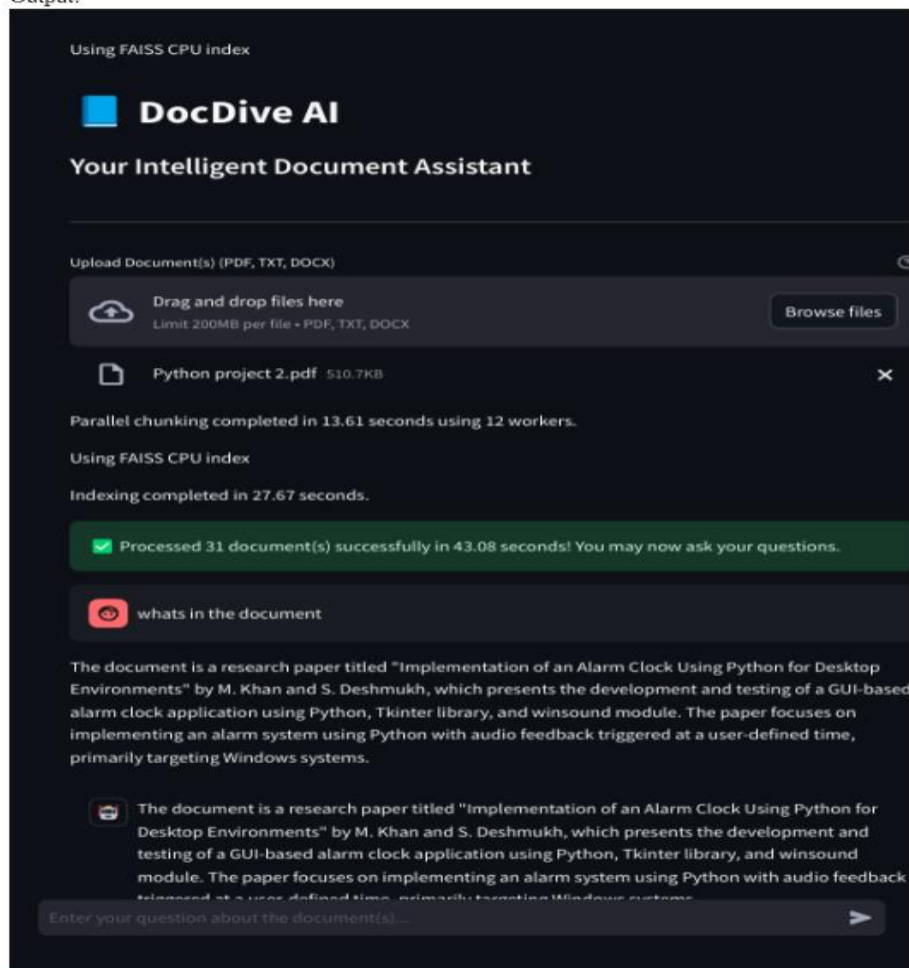 Output:
Using FAISS CPU index
DocDive AI
Your Intelligent Document Assistant
Upload Document(s) (PDF, TXT, DOCX)
Drag and drop files here
Limit 200MB per file • PDF, TXT, DOCX
Browse files
Python project 2.pdf 510.7KB
Parallel chunking completed in 13.61 seconds using 12 workers.
Using FAISS CPU index
Indexing completed in 27.67 seconds.
Processed 31 document(s) successfully in 43.08 seconds! You may now ask your questions.
whats in the document
The document is a research paper titled "Implementation of an Alarm Clock Using Python for Desktop
Environments" by M. Khan and S. Deshmukh, which presents the development and testing of a GUI-based
alarm clock application using Python, Tkinter library, and winsound module. The paper focuses on
implementing an alarm system using Python with audio feedback triggered at a user-defined time,
primarily targeting Windows systems.
The document is a research paper titled "Implementation of an Alarm Clock Using Python for
Desktop Environments" by M. Khan and S. Deshmukh, which presents the development and
testing of a GUI-based alarm clock application using Python, Tkinter library, and winsound
module. The paper focuses on implementing an alarm system using Python with audio feedback
triggered at a user-defined time, primarily targeting Windows systems.
Enter your question about the document(s)...